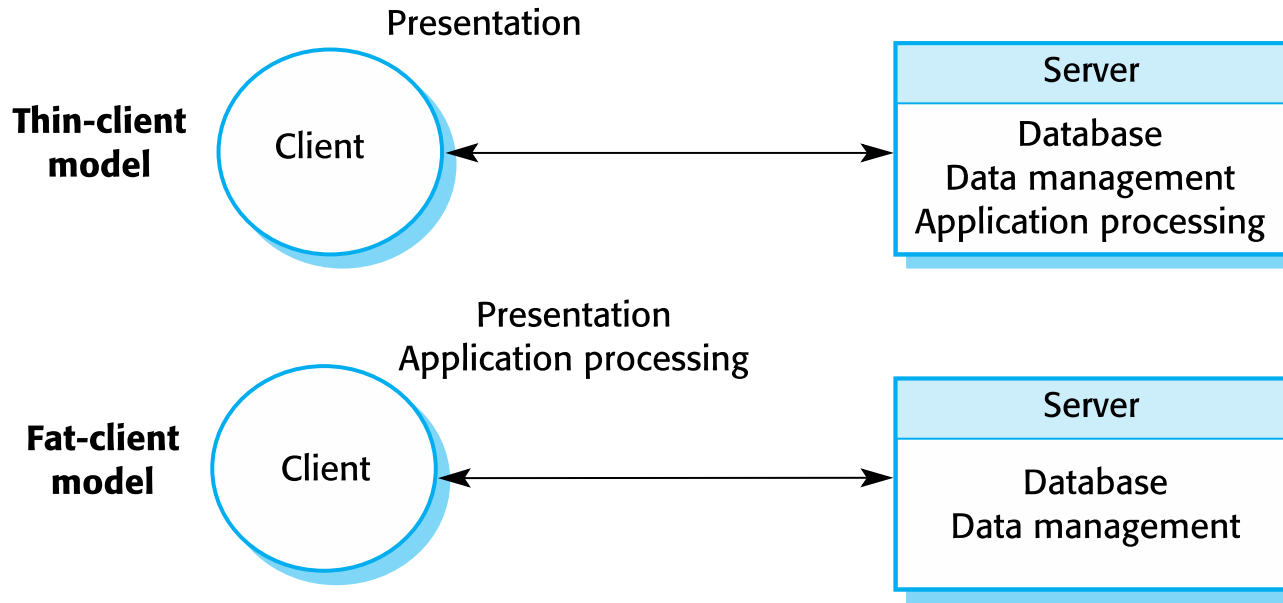 Presentation
Thin-client
model
Client
Server
Database
Data management
Application processing
Presentation
Application processing
Fat-client
model
Client
Server
Database
Data management